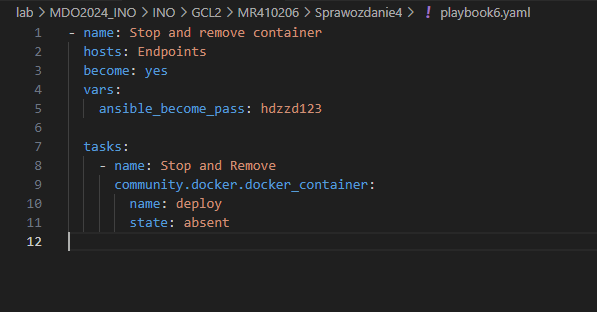 lab > MDO2024_INO > INO > GCL2 > MR410206 > Sprawozdanie4 > ! playbook6.yaml
1 - name: Stop and remove container
2   hosts: Endpoints
3   become: yes
4   vars:
5     ansible_become_pass: hdzzd123
6
7   tasks:
8     - name: Stop and Remove
9       community.docker.docker_container:
10         name: deploy
11         state: absent
12